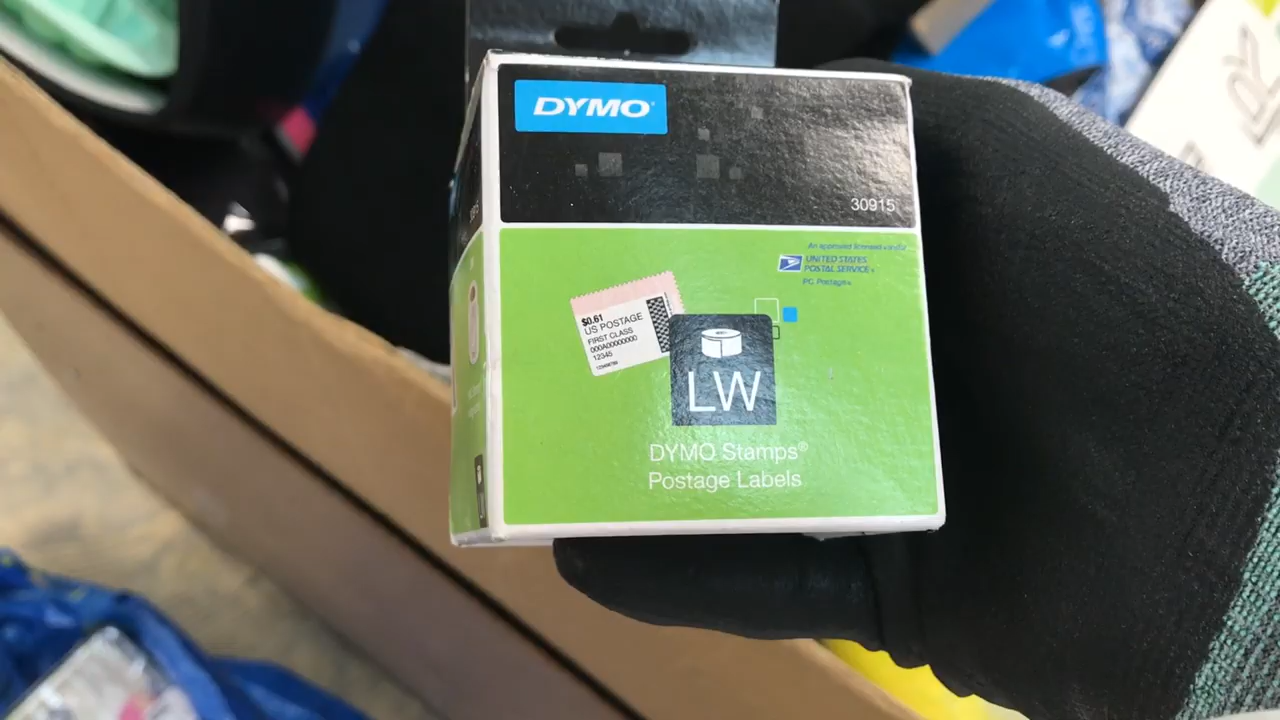 DYMO
30915
An approved licensed vendor
UNITED STATES
POSTAL SERVICE®
PC Postage®
$0.61
US POSTAGE
FIRST CLASS
000A00000000
12345
LW
DYMO Stamps®
Postage Labels